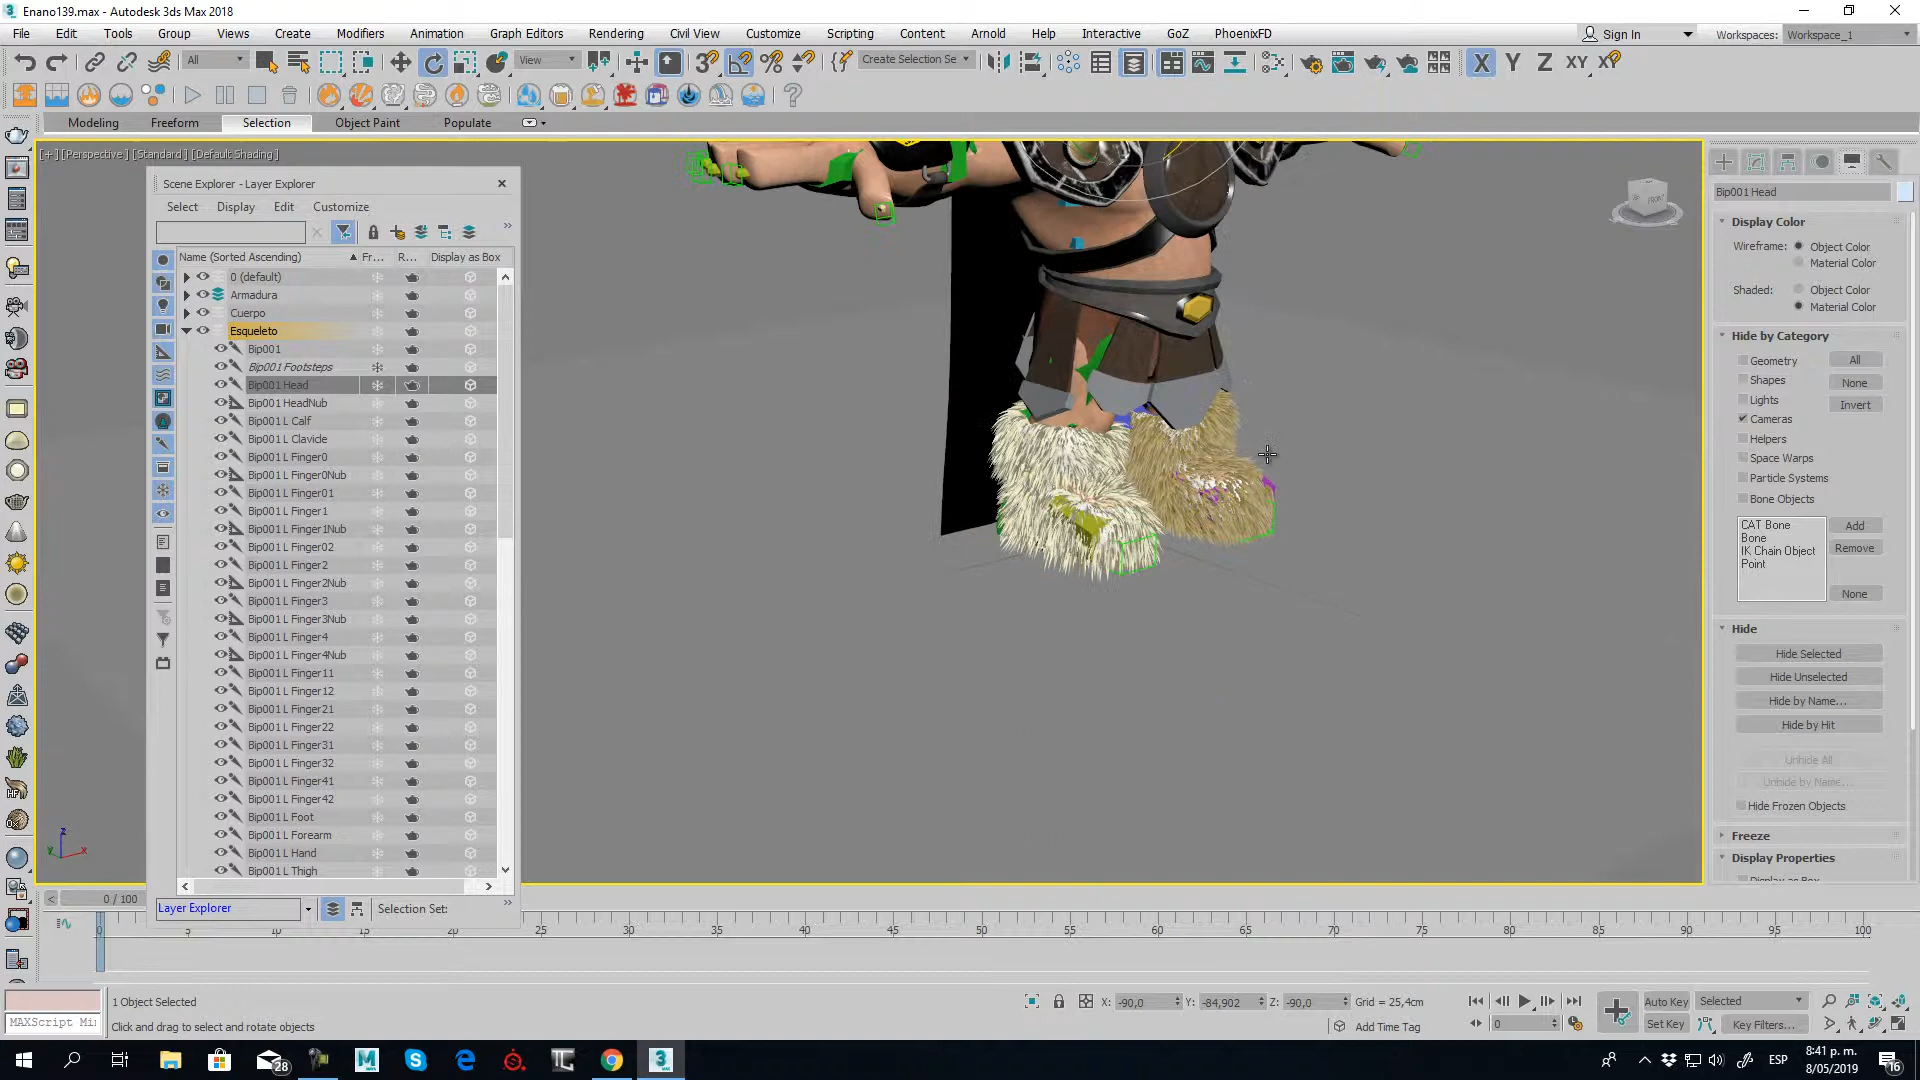 Enano139.max - Autodesk 3ds Max 2018
File Edit Tools Group Views Create Modifiers Animation Graph Editors Rendering Civil View Customize Scripting Content Arnold Help Interactive GoZ PhoenixFD
Sign In Workspaces: Workspace_1
All View Create Selection Se X Y Z XY XY
Modeling Freeform Selection Object Paint Populate
[+] [Perspective] [Standard] [Default Shading]
Scene Explorer - Layer Explorer
Select Display Edit Customize
Name (Sorted Ascending) Fr... R... Display as Box
0 (default)
Armadura
Cuerpo
Esqueleto
Bip001
Bip001 Footsteps
Bip001 Head
Bip001 HeadNub
Bip001 L Calf
Bip001 L Clavicle
Bip001 L Finger0
Bip001 L Finger0Nub
Bip001 L Finger01
Bip001 L Finger1
Bip001 L Finger1Nub
Bip001 L Finger02
Bip001 L Finger2
Bip001 L Finger2Nub
Bip001 L Finger3
Bip001 L Finger3Nub
Bip001 L Finger4
Bip001 L Finger4Nub
Bip001 L Finger11
Bip001 L Finger12
Bip001 L Finger21
Bip001 L Finger22
Bip001 L Finger31
Bip001 L Finger32
Bip001 L Finger41
Bip001 L Finger42
Bip001 L Foot
Bip001 L Forearm
Bip001 L Hand
Bip001 L Thigh
Layer Explorer Selection Set:
FRONT
Bip001 Head
Display Color
Wireframe: Object Color
Material Color
Shaded: Object Color
Material Color
Hide by Category
Geometry All
Shapes None
Lights Invert
Cameras
Helpers
Space Warps
Particle Systems
Bone Objects
CAT Bone Add
Bone Remove
IK Chain Object
Point
None
Hide
Hide Selected
Hide Unselected
Hide by Name...
Hide by Hit
Unhide All
Unhide by Name...
Hide Frozen Objects
Freeze
Display Properties
Display as Box
z
y x
0 / 100
0 5 10 15 20 25 30 35 40 45 50 55 60 65 70 75 80 85 90 95 100
1 Object Selected X: -90,0 Y: -84,902 Z: -90,0 Grid = 25,4cm Auto Key Selected
MAXScript Mi Click and drag to select and rotate objects Add Time Tag 0 Set Key Key Filters...
28 3 ESP 8:41 p. m.
8/05/2019 16